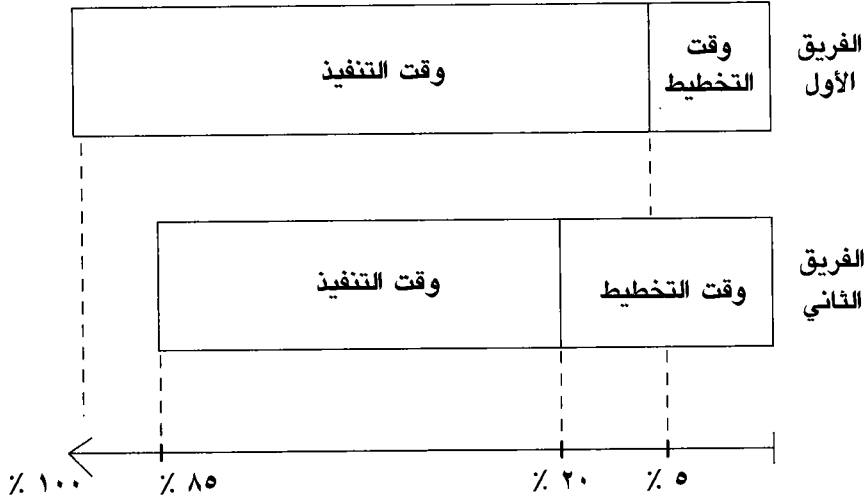 الفريق
الأول
وقت
التخطيط
وقت التنفيذ
الفريق
الثاني
وقت التخطيط
وقت التنفيذ
٥ ٪
٢٠ ٪
٨٥ ٪
١٠٠ ٪